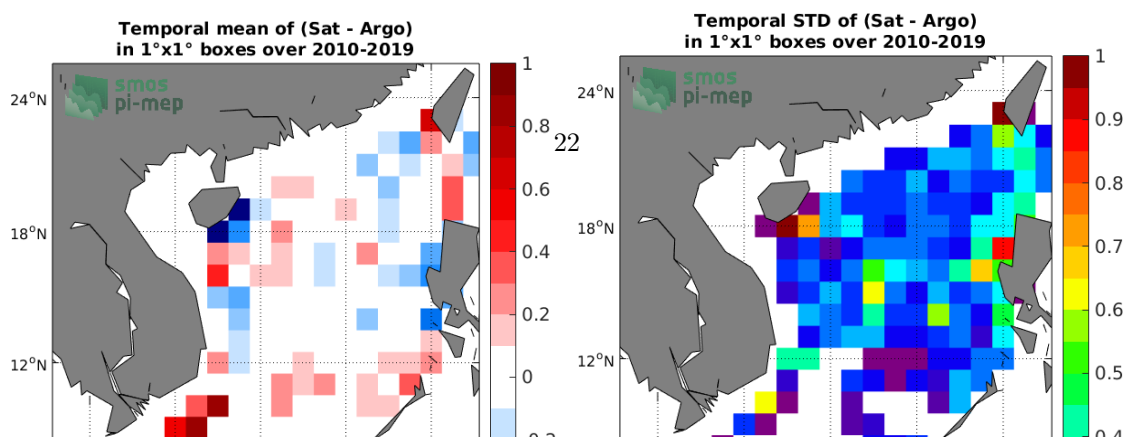 Temporal mean of (Sat - Argo)
in 1°x1° boxes over 2010-2019
smos
pi-mep
24°N
18°N
12°N
1
0.8
0.6
0.4
0.2
0
22
Temporal STD of (Sat - Argo)
in 1°x1° boxes over 2010-2019
smos
pi-mep
24°N
18°N
12°N
1
0.9
0.8
0.7
0.6
0.5